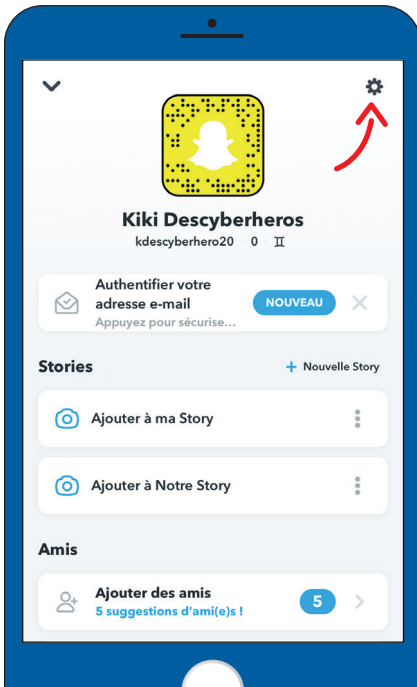 Kiki Descyberheros
kdescyberhero20 · 0 · ♊
Authentifier votre
adresse e-mail
Appuyez pour sécurise...
NOUVEAU
Stories
+ Nouvelle Story
Ajouter à ma Story
Ajouter à Notre Story
Amis
Ajouter des amis
5 suggestions d'ami(e)s !
5